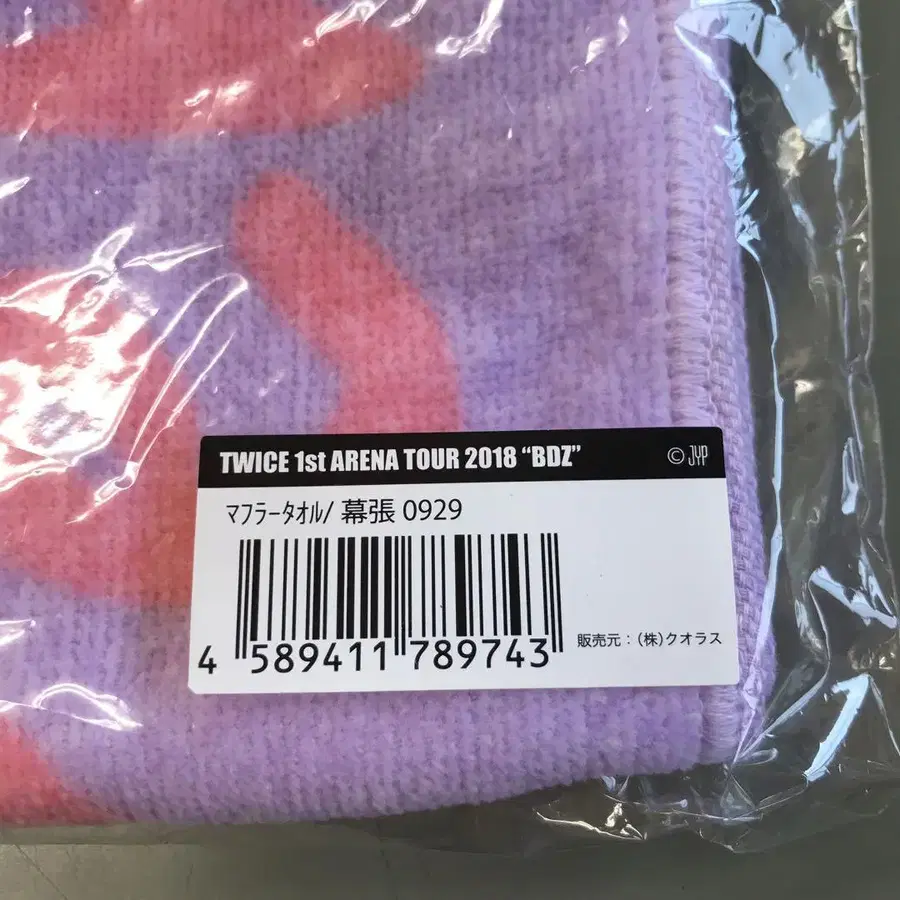 TWICE 1st ARENA TOUR 2018 “BDZ”
©JYP
ﾏﾌﾗｰﾀｵﾙ/ 幕張 0929
4 589411 789743
販売元：(株)クオラス